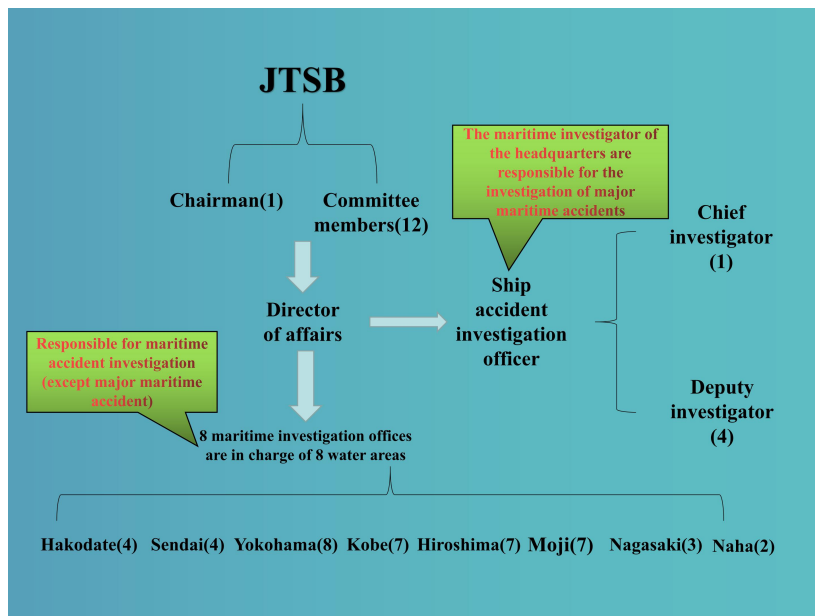 JTSB
Chairman(1)
Committee
members(12)
The maritime investigator of
the headquarters are
responsible for the
investigation of major
maritime accidents
Chief
investigator
(1)
Director
of affairs
Ship
accident
investigation
officer
Deputy
investigator
(4)
Responsible for maritime
accident investigation
(except major maritime
accident)
8 maritime investigation offices
are in charge of 8 water areas
Hakodate(4) Sendai(4) Yokohama(8) Kobe(7) Hiroshima(7) Moji(7) Nagasaki(3) Naha(2)